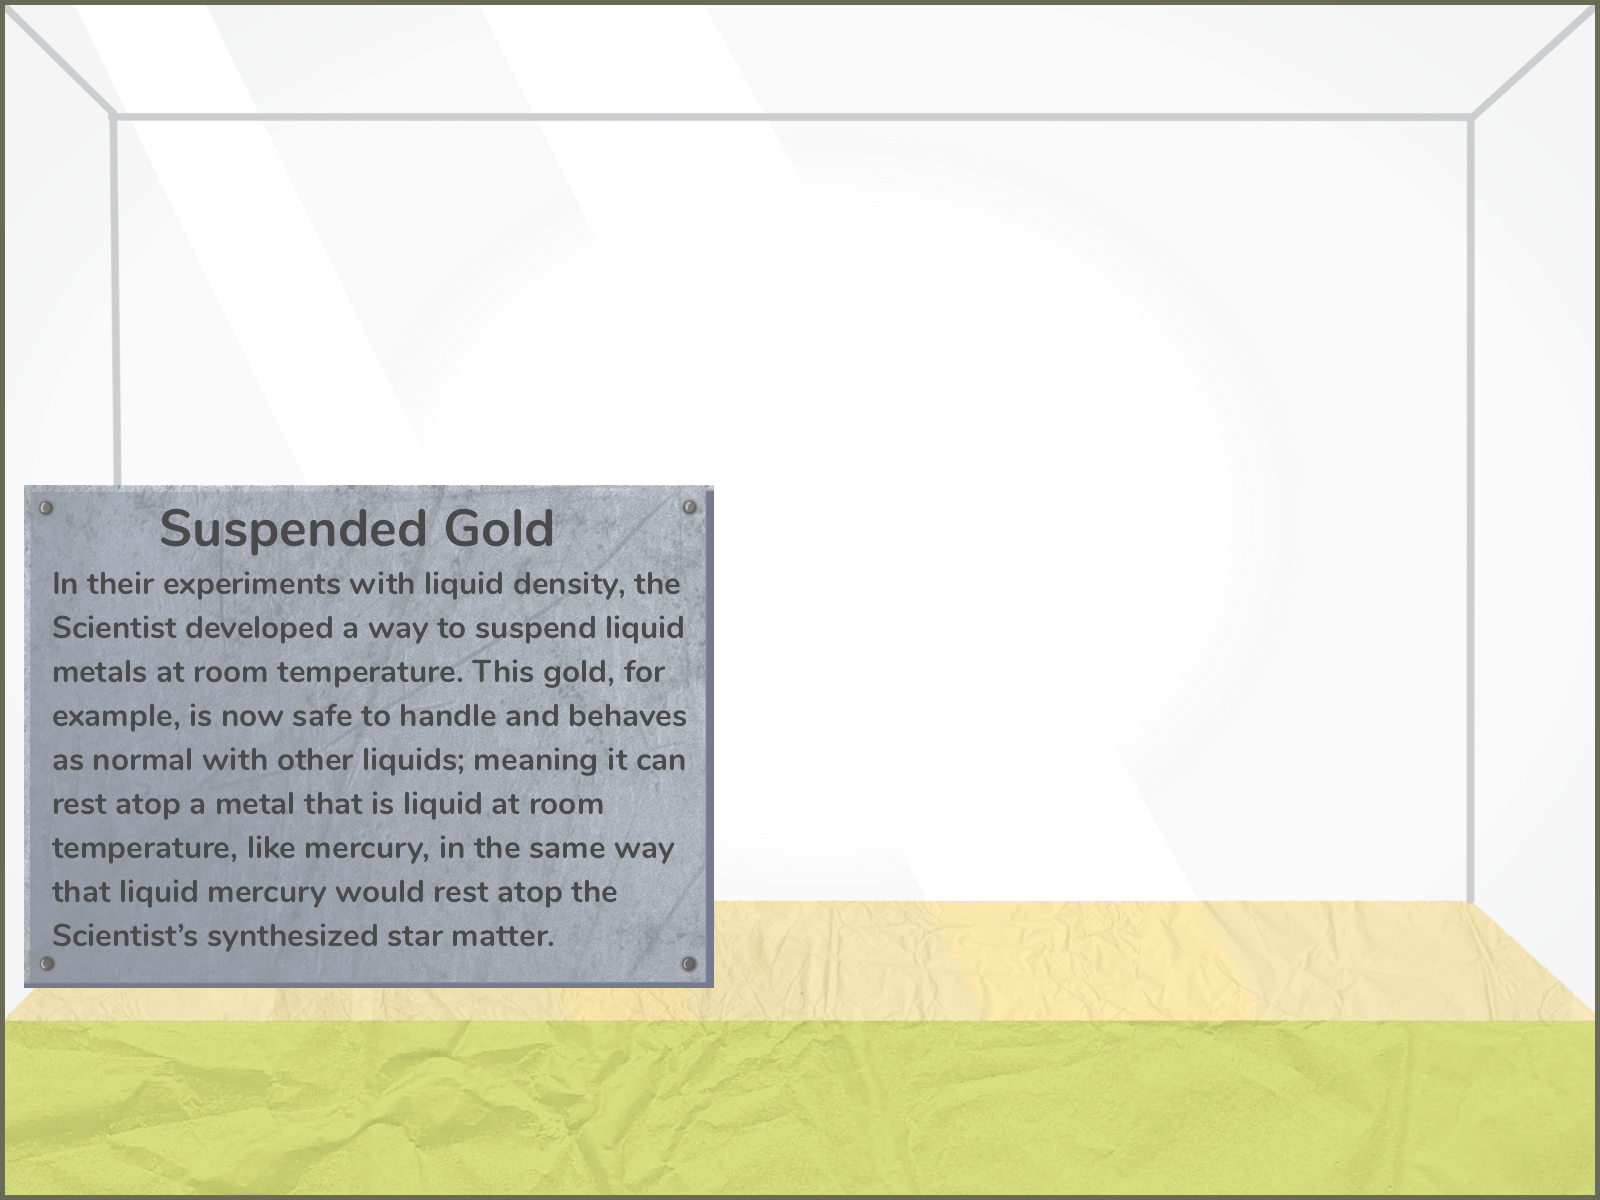 Suspended Gold
In their experiments with liquid density, the
Scientist developed a way to suspend liquid
metals at room temperature. This gold, for
example, is now safe to handle and behaves
as normal with other liquids; meaning it can
rest atop a metal that is liquid at room
temperature, like mercury, in the same way
that liquid mercury would rest atop the
Scientist’s synthesized star matter.